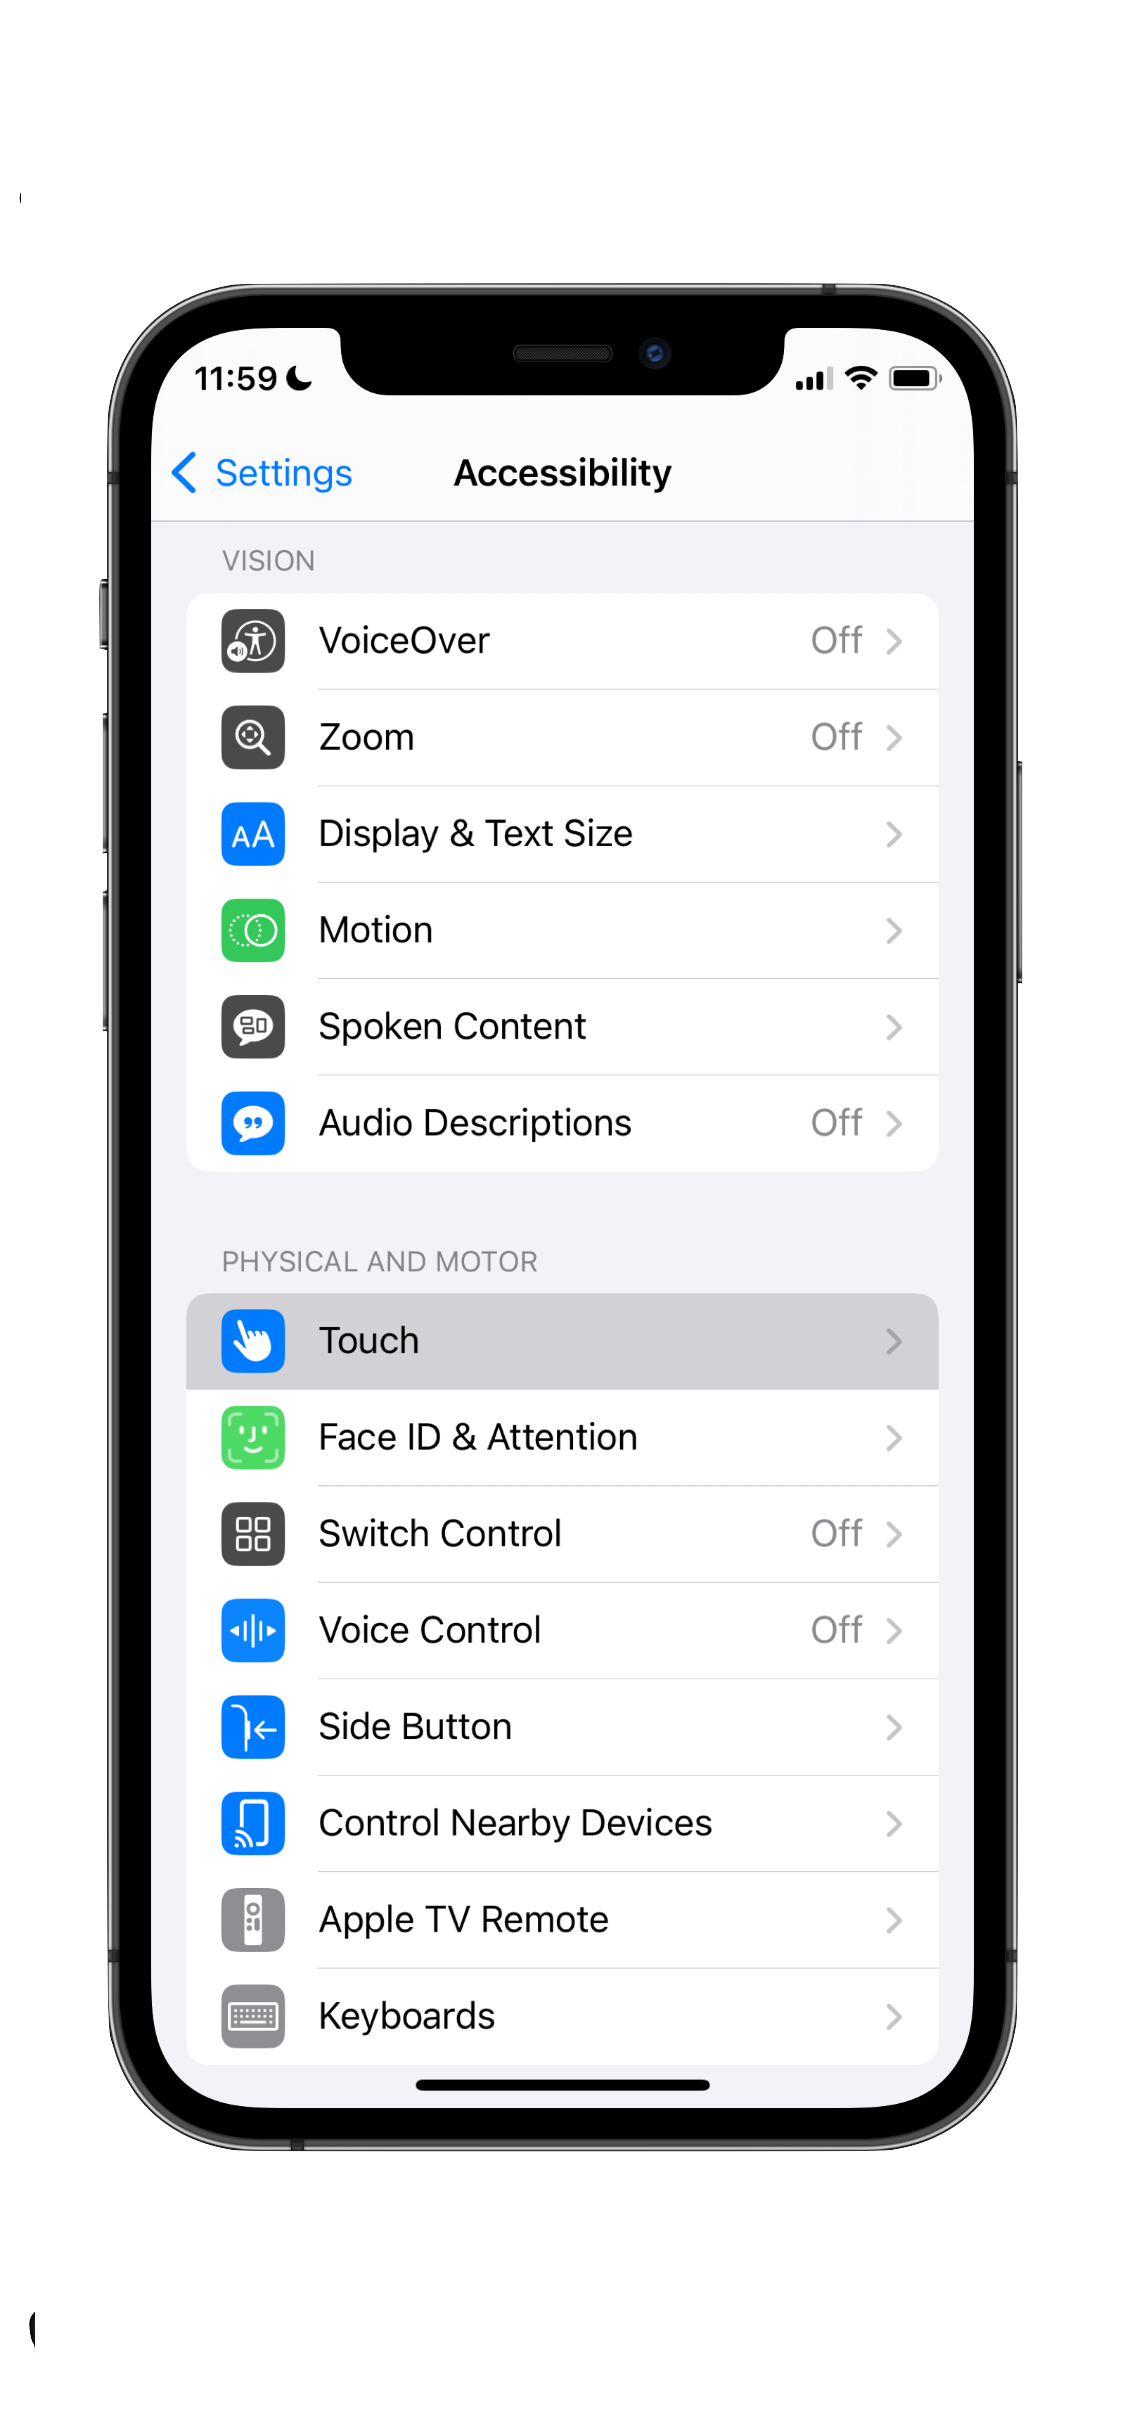 11:59
Settings
Accessibility
VISION
VoiceOver Off
Zoom Off
AA Display & Text Size
Motion
Spoken Content
Audio Descriptions Off
PHYSICAL AND MOTOR
Touch
Face ID & Attention
Switch Control Off
Voice Control Off
Side Button
Control Nearby Devices
Apple TV Remote
Keyboards